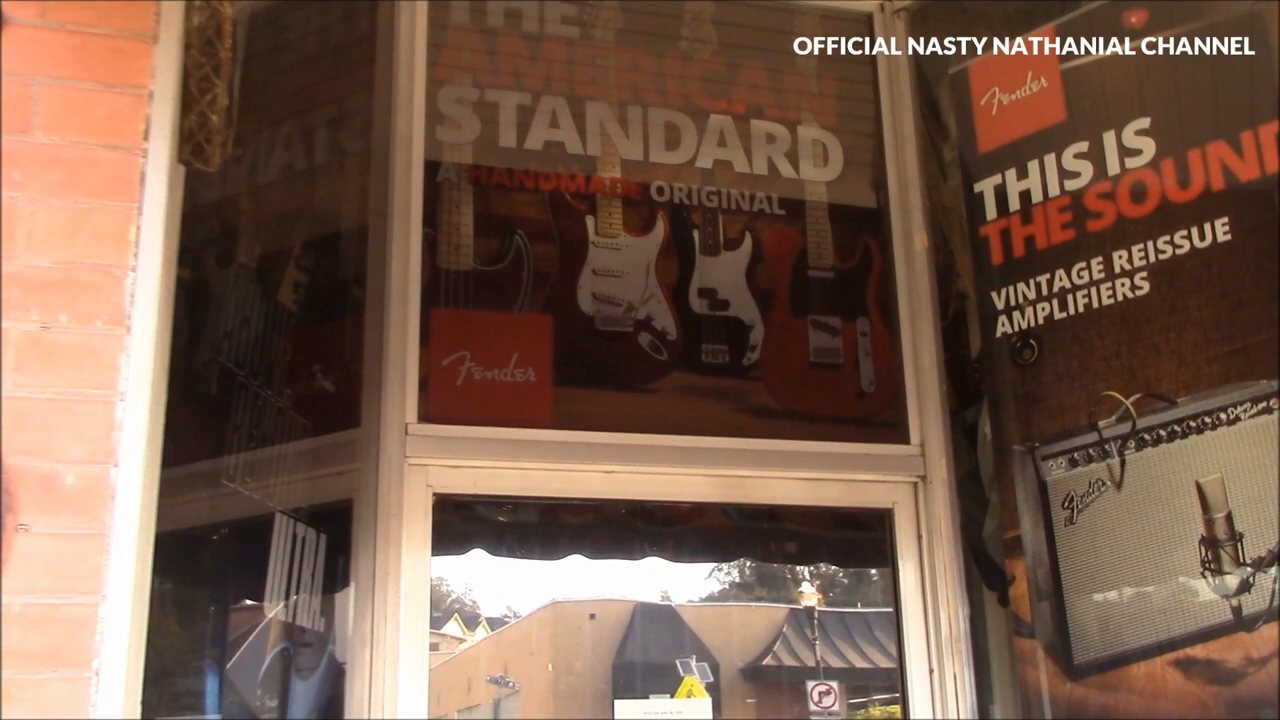 OFFICIAL NASTY NATHANIAL CHANNEL
THE
AMERICAN
STANDARD
A HANDMADE ORIGINAL
Fender
Fender
THIS IS
THE SOUND
VINTAGE REISSUE
AMPLIFIERS
Fender
ULTRA.